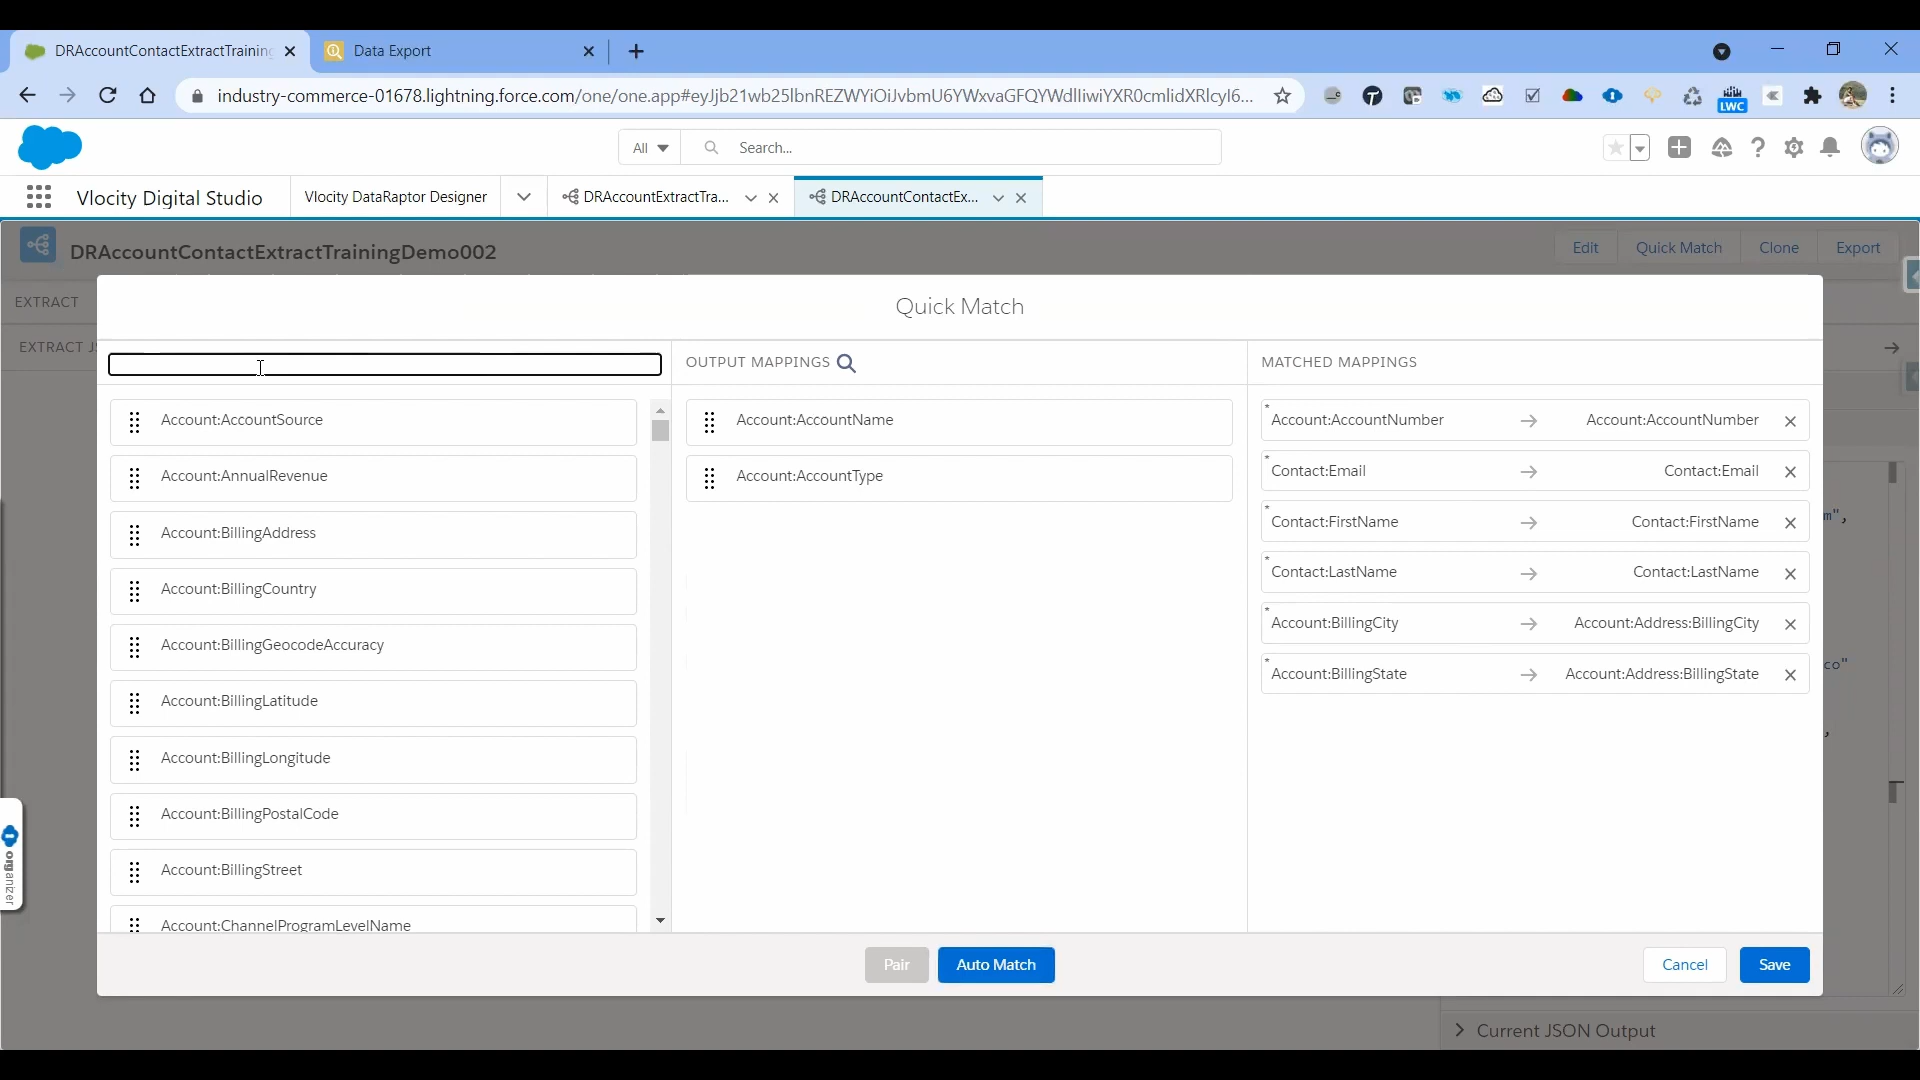 DRAccountContactExtractTraining
Data Export
industry-commerce-01678.lightning.force.com/one/one.app#eyJjb21wb25lbnREZWYiOiJvbmU6YWxvaGFQYWdlIiwiYXR0cmlidXRlcyI6...
LWC
All
Search...
Vlocity Digital Studio
Vlocity DataRaptor Designer
DRAccountExtractTra...
DRAccountContactEx...
DRAccountContactExtractTrainingDemo002
Edit
Quick Match
Clone
Export
EXTRACT
EXTRACT J
Quick Match
OUTPUT MAPPINGS
MATCHED MAPPINGS
Account:AccountSource
Account:AnnualRevenue
Account:BillingAddress
Account:BillingCountry
Account:BillingGeocodeAccuracy
Account:BillingLatitude
Account:BillingLongitude
Account:BillingPostalCode
Account:BillingStreet
Account:ChannelProgramLevelName
Account:AccountName
Account:AccountType
*Account:AccountNumber → Account:AccountNumber
*Contact:Email → Contact:Email
*Contact:FirstName → Contact:FirstName
*Contact:LastName → Contact:LastName
*Account:BillingCity → Account:Address:BillingCity
*Account:BillingState → Account:Address:BillingState
m",
co"
,
organizer
Pair
Auto Match
Cancel
Save
Current JSON Output